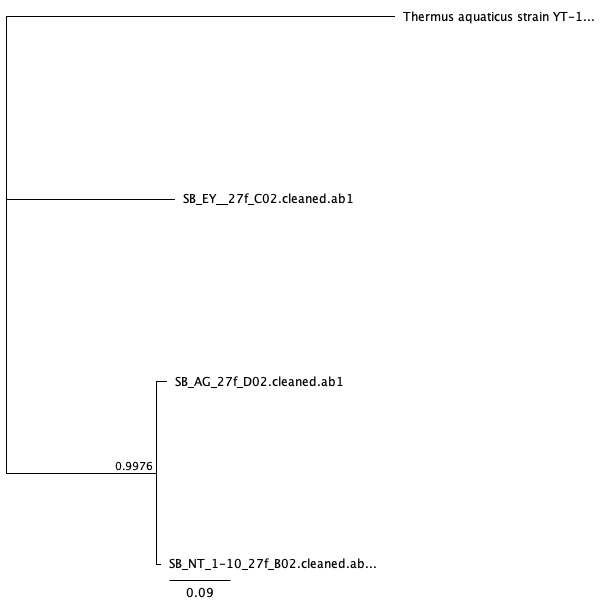 Thermus aquaticus strain YT-1...
SB_EY__27f_C02.cleaned.ab1
SB_AG_27f_D02.cleaned.ab1
0.9976
SB_NT_1-10_27f_B02.cleaned.ab...
0.09